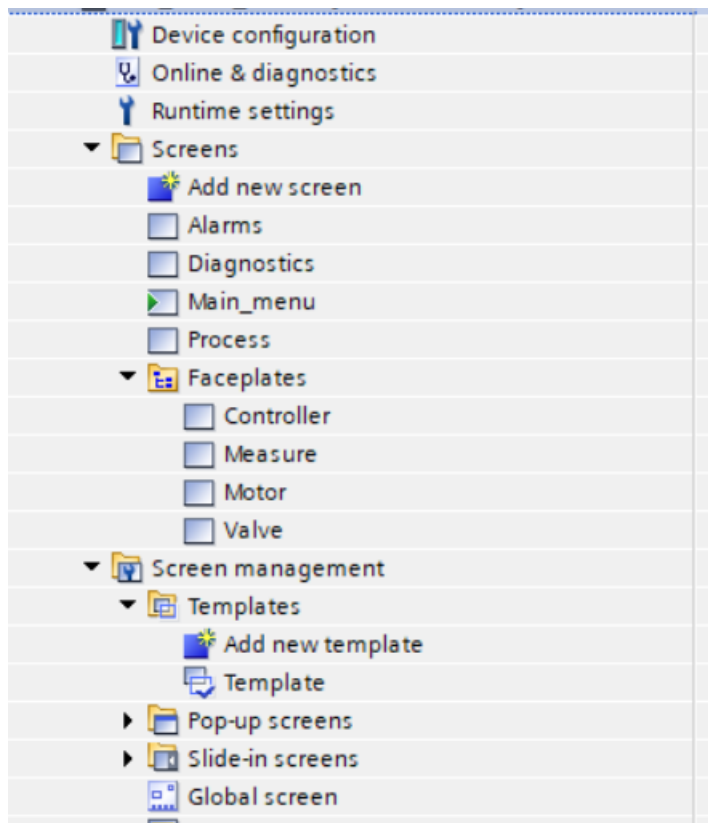 Device configuration
Online & diagnostics
Runtime settings
Screens
Add new screen
Alarms
Diagnostics
Main_menu
Process
Faceplates
Controller
Measure
Motor
Valve
Screen management
Templates
Add new template
Template
Pop-up screens
Slide-in screens
Global screen